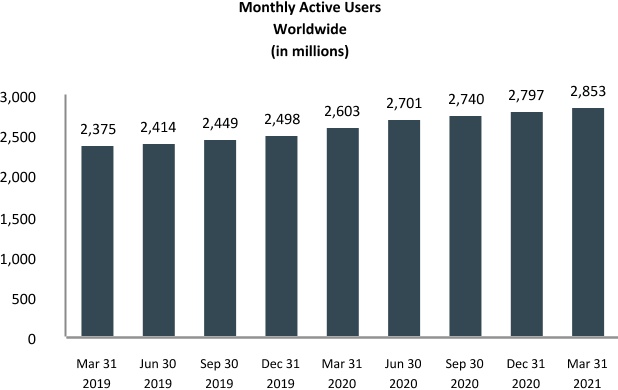 Monthly Active Users
Worldwide
(in millions)
3,000
2,500
2,000
1,500
1,000
500
0
2,375 2,414 2,449 2,498 2,603 2,701 2,740 2,797 2,853
Mar 31 Jun 30 Sep 30 Dec 31 Mar 31 Jun 30 Sep 30 Dec 31 Mar 31
2019 2019 2019 2019 2020 2020 2020 2020 2021